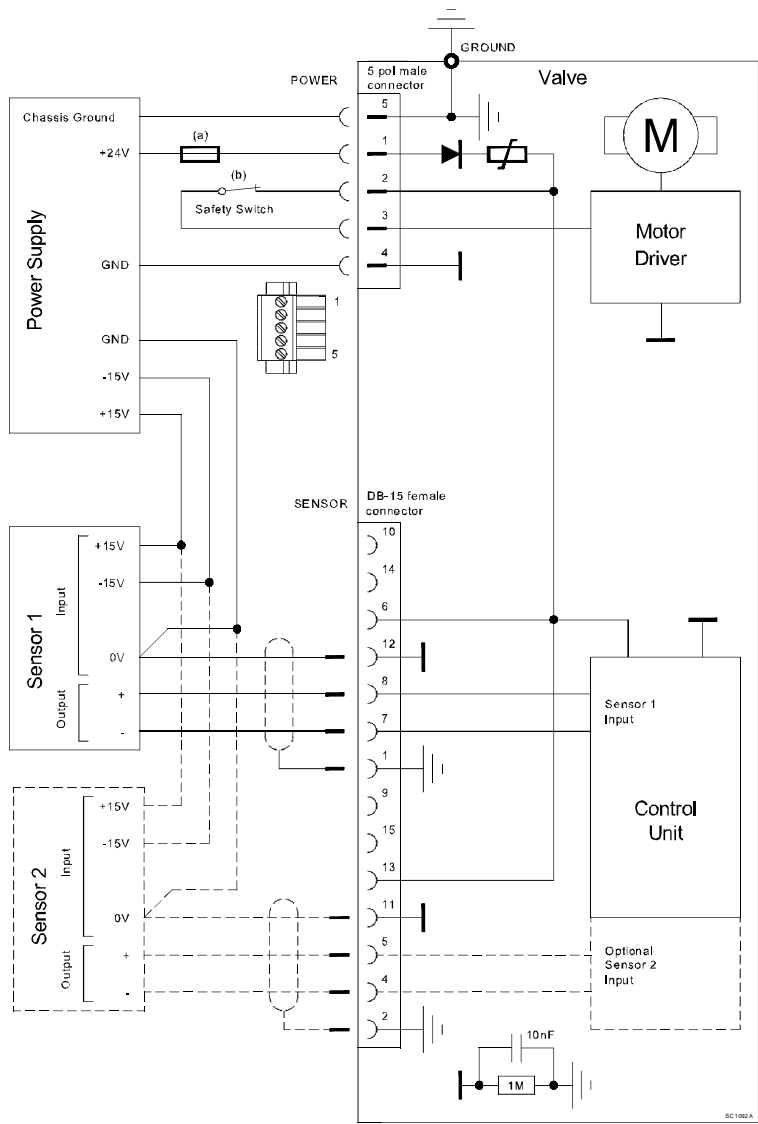 GROUND
POWER
5 pol male
connector
Valve
Chassis Ground
5
(a)
+24V
1
M
(b)
2
Safety Switch
3
Motor
Driver
GND
4
Power Supply
1
5
GND
-15V
+15V
SENSOR
DB-15 female
connector
10
+15V
14
-15V
Input
6
Sensor 1
12
0V
8
+
Sensor 1
Input
Output
7
-
1
9
+15V
Control
Unit
15
-15V
Input
13
Sensor 2
11
0V
5
+
Optional
Sensor 2
Input
Output
4
-
2
10nF
1M
SC1092A